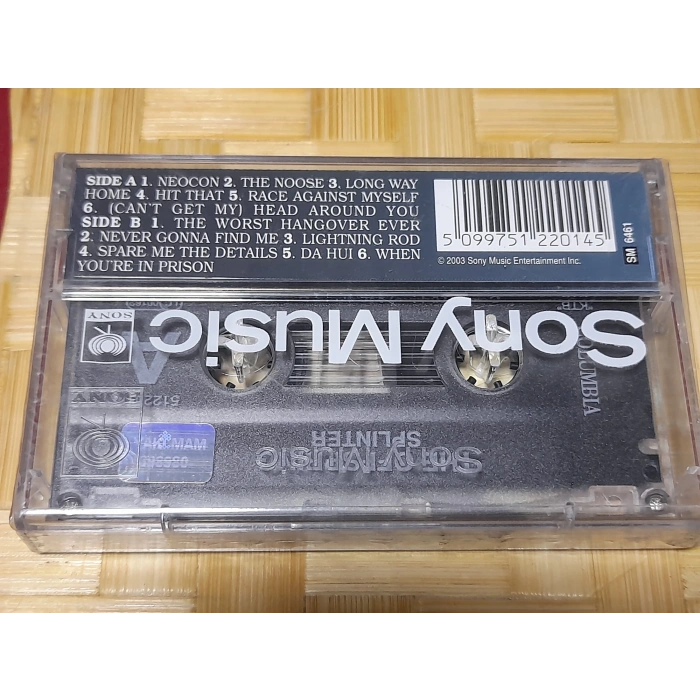 SIDE A 1. NEOCON 2. THE NOOSE 3. LONG WAY
HOME 4. HIT THAT 5. RACE AGAINST MYSELF
6. (CAN'T GET MY) HEAD AROUND YOU
SIDE B 1. THE WORST HANGOVER EVER
2. NEVER GONNA FIND ME 3. LIGHTNING ROD
4. SPARE ME THE DETAILS 5. DA HUI 6. WHEN
YOU'RE IN PRISON
5 099751 220145
© 2003 Sony Music Entertainment Inc.
SM 6461
Sony Music
SONY
COLUMBIA
A
5122
SONY
Sony Music
SPLINTER